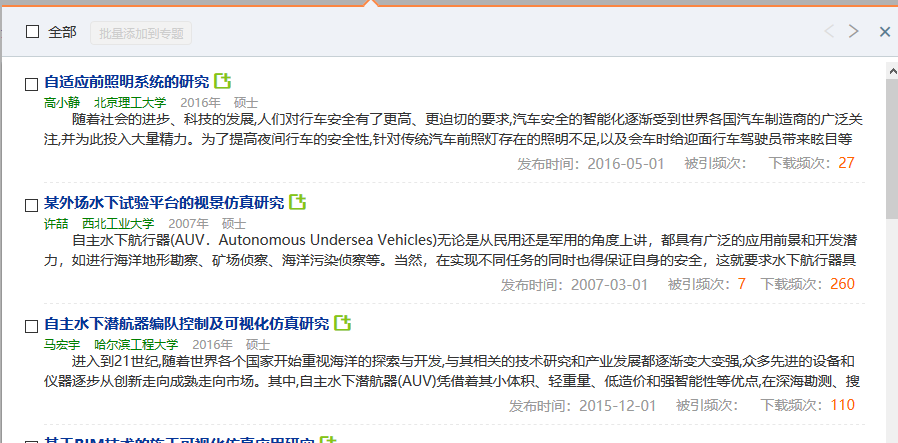 全部 批量添加到专题
自适应前照明系统的研究
高小静 北京理工大学 2016年 硕士
随着社会的进步、科技的发展,人们对行车安全有了更高、更迫切的要求,汽车安全的智能化逐渐受到世界各国汽车制造商的广泛关
注,并为此投入大量精力。为了提高夜间行车的安全性,针对传统汽车前照灯存在的照明不足,以及会车时给迎面行车驾驶员带来眩目等
发布时间：2016-05-01 被引频次： 下载频次：27
某外场水下试验平台的视景仿真研究
许喆 西北工业大学 2007年 硕士
自主水下航行器(AUV．Autonomous Undersea Vehicles)无论是从民用还是军用的角度上讲，都具有广泛的应用前景和开发潜
力，如进行海洋地形勘察、矿场侦察、海洋污染侦察等。当然，在实现不同任务的同时也得保证自身的安全，这就要求水下航行器具
发布时间：2007-03-01 被引频次：7 下载频次：260
自主水下潜航器编队控制及可视化仿真研究
马宏宇 哈尔滨工程大学 2016年 硕士
进入到21世纪,随着世界各个国家开始重视海洋的探索与开发,与其相关的技术研究和产业发展都逐渐变大变强,众多先进的设备和
仪器逐步从创新走向成熟走向市场。其中,自主水下潜航器(AUV)凭借着其小体积、轻重量、低造价和强智能性等优点,在深海勘测、搜
发布时间：2015-12-01 被引频次： 下载频次：110
基于BIM技术的施工可视化仿真应用研究